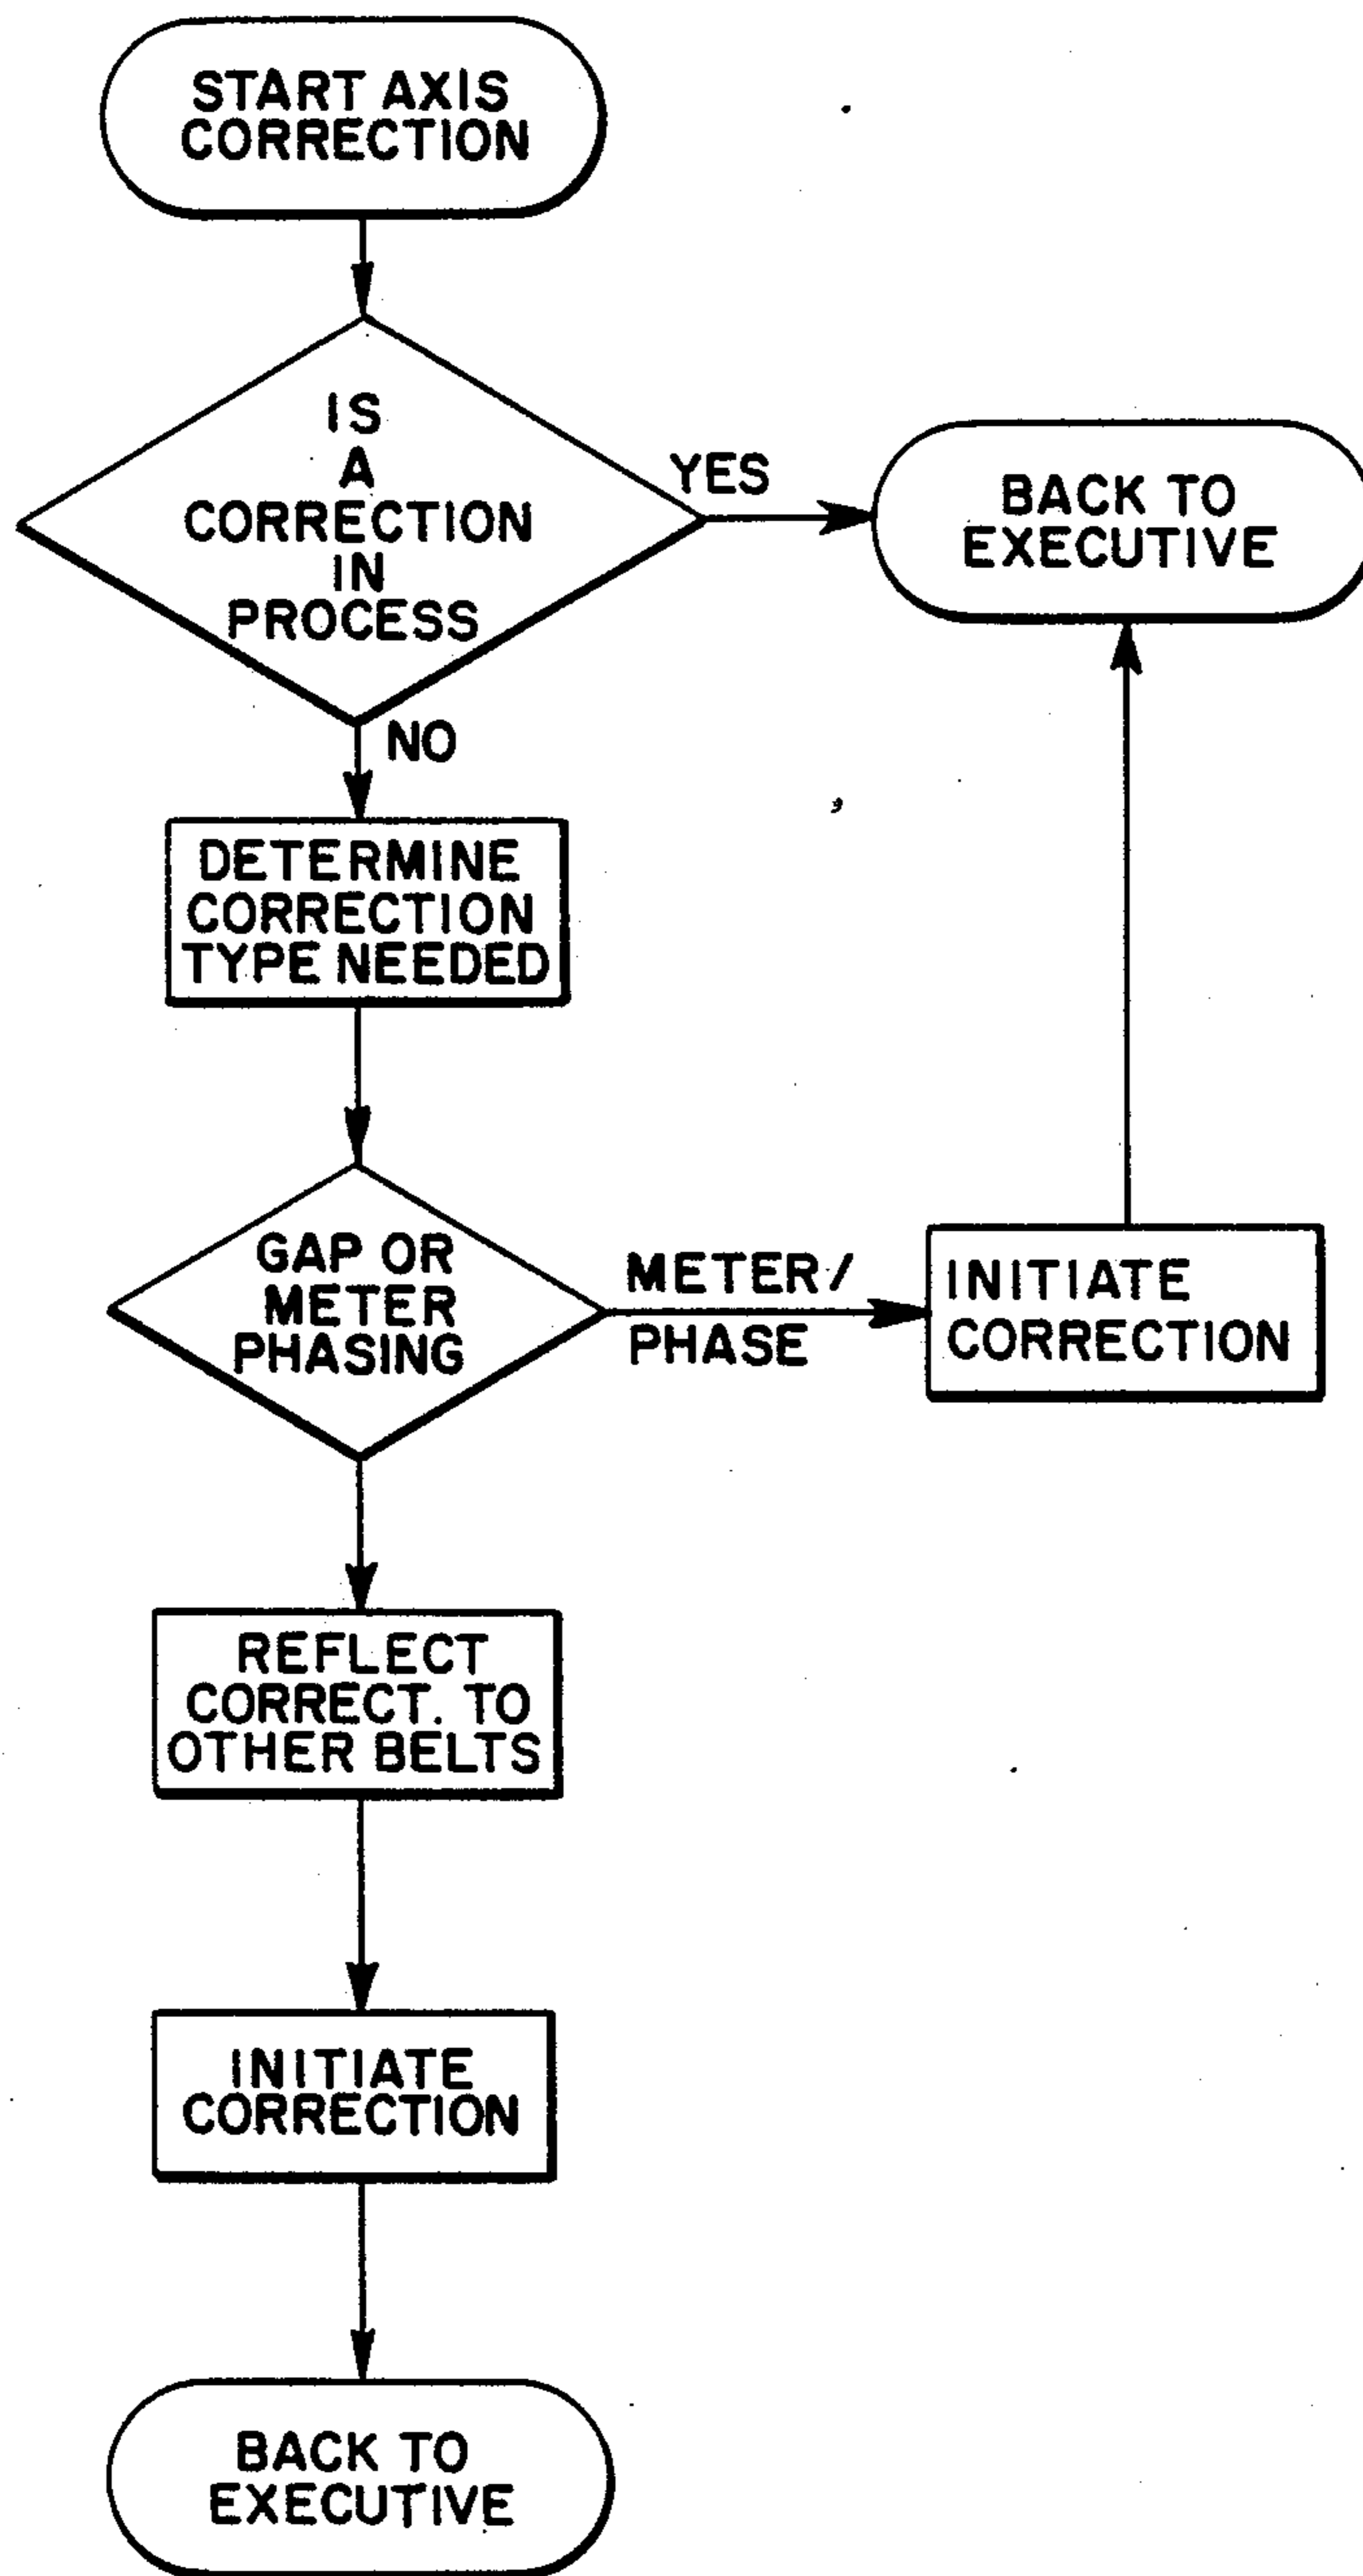 START AXIS
CORRECTION
IS
A
CORRECTION
IN
PROCESS
YES
BACK TO
EXECUTIVE
NO
DETERMINE
CORRECTION
TYPE NEEDED
GAP OR
METER
PHASING
METER/
PHASE
INITIATE
CORRECTION
REFLECT
CORRECT. TO
OTHER BELTS
INITIATE
CORRECTION
BACK TO
EXECUTIVE